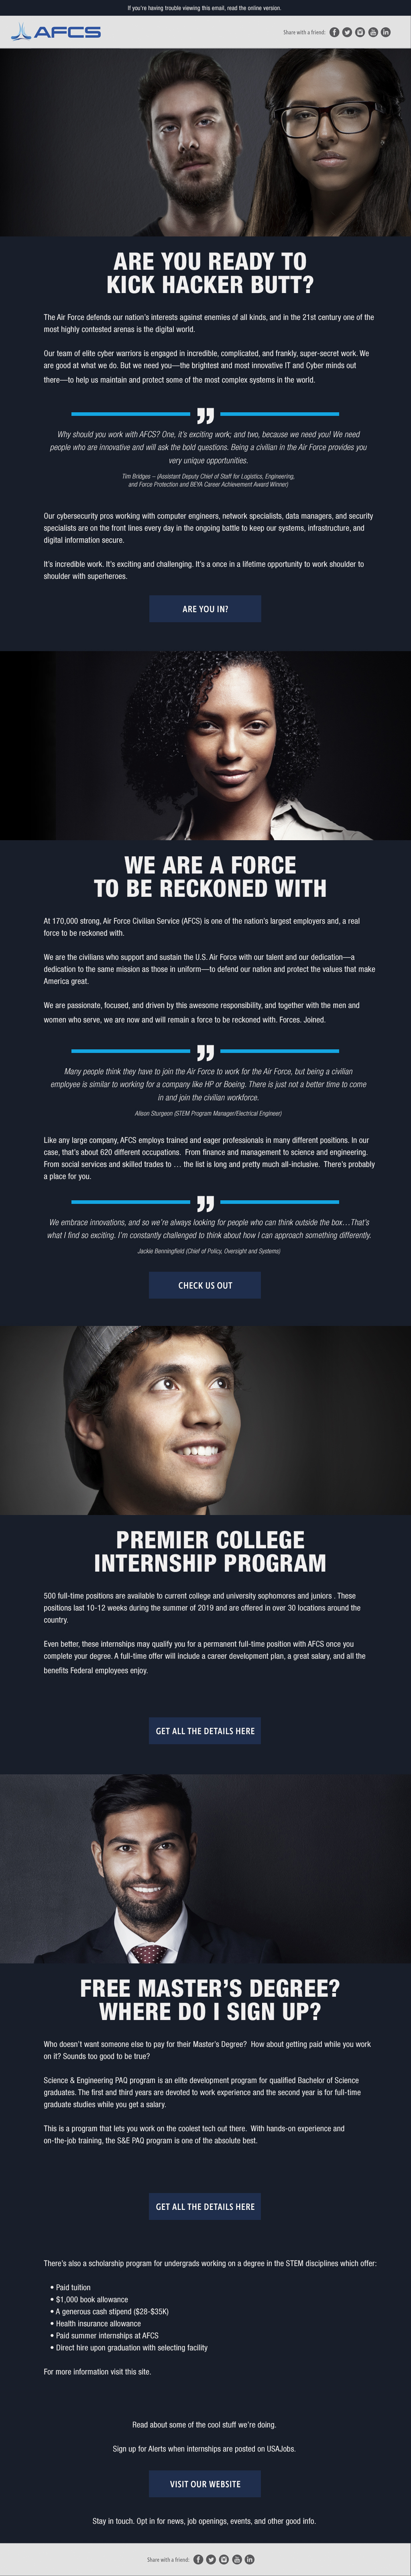 If you're having trouble viewing this email, read the online version.
AFCS
Share with a friend:
ARE YOU READY TO
KICK HACKER BUTT?
The Air Force defends our nation's interests against enemies of all kinds, and in the 21st century one of the
most highly contested arenas is the digital world.
Our team of elite cyber warriors is engaged in incredible, complicated, and frankly, super-secret work. We
are good at what we do. But we need you—the brightest and most innovative IT and Cyber minds out
there—to help us maintain and protect some of the most complex systems in the world.
Why should you work with AFCS? One, it's exciting work; and two, because we need you! We need
people who are innovative and will ask the bold questions. Being a civilian in the Air Force provides you
very unique opportunities.
Tim Bridges – (Assistant Deputy Chief of Staff for Logistics, Engineering,
and Force Protection and BEYA Career Achievement Award Winner)
Our cybersecurity pros working with computer engineers, network specialists, data managers, and security
specialists are on the front lines every day in the ongoing battle to keep our systems, infrastructure, and
digital information secure.
It's incredible work. It's exciting and challenging. It's a once in a lifetime opportunity to work shoulder to
shoulder with superheroes.
ARE YOU IN?
WE ARE A FORCE
TO BE RECKONED WITH
At 170,000 strong, Air Force Civilian Service (AFCS) is one of the nation's largest employers and, a real
force to be reckoned with.
We are the civilians who support and sustain the U.S. Air Force with our talent and our dedication—a
dedication to the same mission as those in uniform—to defend our nation and protect the values that make
America great.
We are passionate, focused, and driven by this awesome responsibility, and together with the men and
women who serve, we are now and will remain a force to be reckoned with. Forces. Joined.
Many people think they have to join the Air Force to work for the Air Force, but being a civilian
employee is similar to working for a company like HP or Boeing. There is just not a better time to come
in and join the civilian workforce.
Alison Sturgeon (STEM Program Manager/Electrical Engineer)
Like any large company, AFCS employs trained and eager professionals in many different positions. In our
case, that's about 620 different occupations. From finance and management to science and engineering.
From social services and skilled trades to … the list is long and pretty much all-inclusive. There's probably
a place for you.
We embrace innovations, and so we're always looking for people who can think outside the box…That's
what I find so exciting. I'm constantly challenged to think about how I can approach something differently.
Jackie Benningfield (Chief of Policy, Oversight and Systems)
CHECK US OUT
PREMIER COLLEGE
INTERNSHIP PROGRAM
500 full-time positions are available to current college and university sophomores and juniors . These
positions last 10-12 weeks during the summer of 2019 and are offered in over 30 locations around the
country.
Even better, these internships may qualify you for a permanent full-time position with AFCS once you
complete your degree. A full-time offer will include a career development plan, a great salary, and all the
benefits Federal employees enjoy.
GET ALL THE DETAILS HERE
FREE MASTER'S DEGREE?
WHERE DO I SIGN UP?
Who doesn't want someone else to pay for their Master's Degree? How about getting paid while you work
on it? Sounds too good to be true?
Science & Engineering PAQ program is an elite development program for qualified Bachelor of Science
graduates. The first and third years are devoted to work experience and the second year is for full-time
graduate studies while you get a salary.
This is a program that lets you work on the coolest tech out there. With hands-on experience and
on-the-job training, the S&E PAQ program is one of the absolute best.
GET ALL THE DETAILS HERE
There's also a scholarship program for undergrads working on a degree in the STEM disciplines which offer:
• Paid tuition
• $1,000 book allowance
• A generous cash stipend ($28-$35K)
• Health insurance allowance
• Paid summer internships at AFCS
• Direct hire upon graduation with selecting facility
For more information visit this site.
Read about some of the cool stuff we're doing.
Sign up for Alerts when internships are posted on USAJobs.
VISIT OUR WEBSITE
Stay in touch. Opt in for news, job openings, events, and other good info.
Share with a friend: